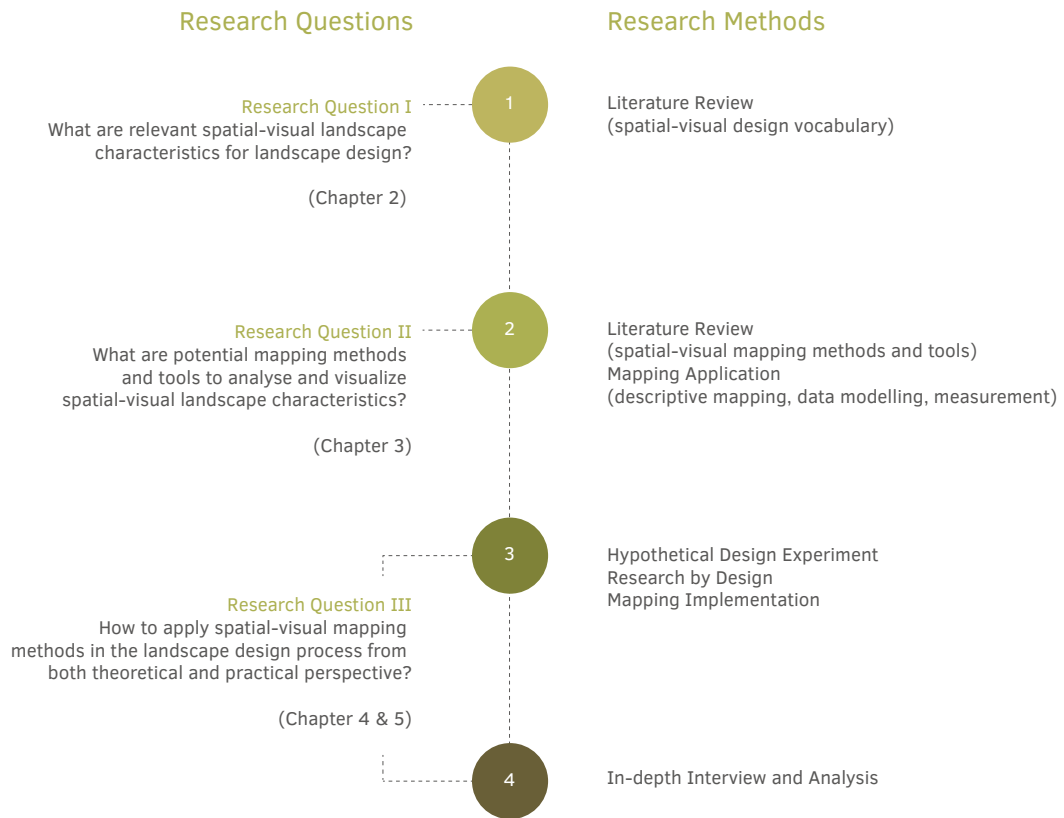 Research Questions
Research Methods
Research Question I
What are relevant spatial-visual landscape
characteristics for landscape design?
(Chapter 2)
1
Literature Review
(spatial-visual design vocabulary)
Research Question II
What are potential mapping methods
and tools to analyse and visualize
spatial-visual landscape characteristics?
(Chapter 3)
2
Literature Review
(spatial-visual mapping methods and tools)
Mapping Application
(descriptive mapping, data modelling, measurement)
3
Hypothetical Design Experiment
Research by Design
Mapping Implementation
Research Question III
How to apply spatial-visual mapping
methods in the landscape design process from
both theoretical and practical perspective?
(Chapter 4 & 5)
4
In-depth Interview and Analysis